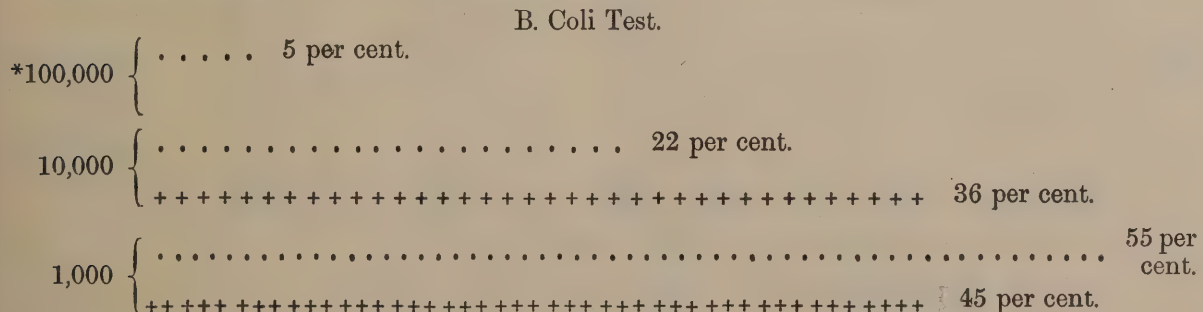 B. Coli Test.
*100,000 { . . . . . 5 per cent.
10,000 { . . . . . . . . . . . . . . . . . . . . . . 22 per cent.
+ + + + + + + + + + + + + + + + + + + + + + + + + + + + + + + + + + + + 36 per cent.
1,000 { . . . . . . . . . . . . . . . . . . . . . . . . . . . . . . . . . . . . . . . . . . . . . . . . . . . . . . . 55 per cent.
+++++++++++++++++++++++++++++++++++++++++++++ 45 per cent.